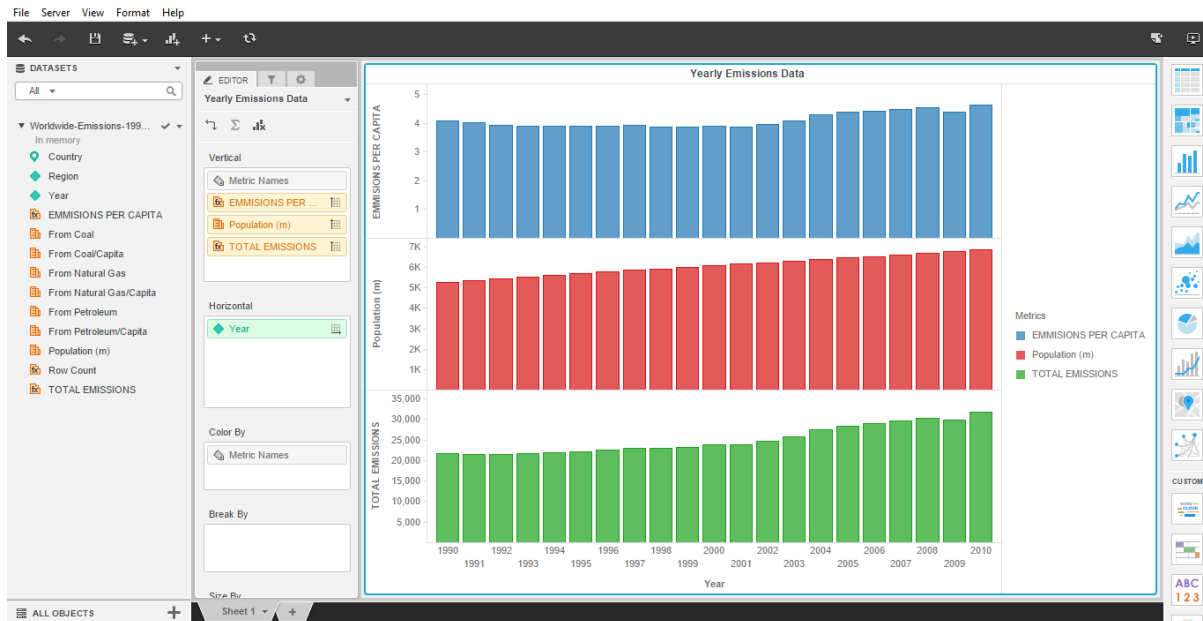 File Server View Format Help
DATASETS
All
Worldwide-Emissions-199...
In memory
Country
Region
Year
EMMISIONS PER CAPITA
From Coal
From Coal/Capita
From Natural Gas
From Natural Gas/Capita
From Petroleum
From Petroleum/Capita
Population (m)
Row Count
TOTAL EMISSIONS
ALL OBJECTS
EDITOR
Yearly Emissions Data
Vertical
Metric Names
EMMISIONS PER ...
Population (m)
TOTAL EMISSIONS
Horizontal
Year
Color By
Metric Names
Break By
Size By
Yearly Emissions Data
EMMISIONS PER CAPITA
5
4
3
2
1
Population (m)
7K
6K
5K
4K
3K
2K
1K
TOTAL EMISSIONS
35,000
30,000
25,000
20,000
15,000
10,000
5,000
1990 1992 1994 1996 1998 2000 2002 2004 2006 2008 2010
1991 1993 1995 1997 1999 2001 2003 2005 2007 2009
Year
Metrics
EMMISIONS PER CAPITA
Population (m)
TOTAL EMISSIONS
CUSTOM
CLOUD
ABC
123
Sheet 1